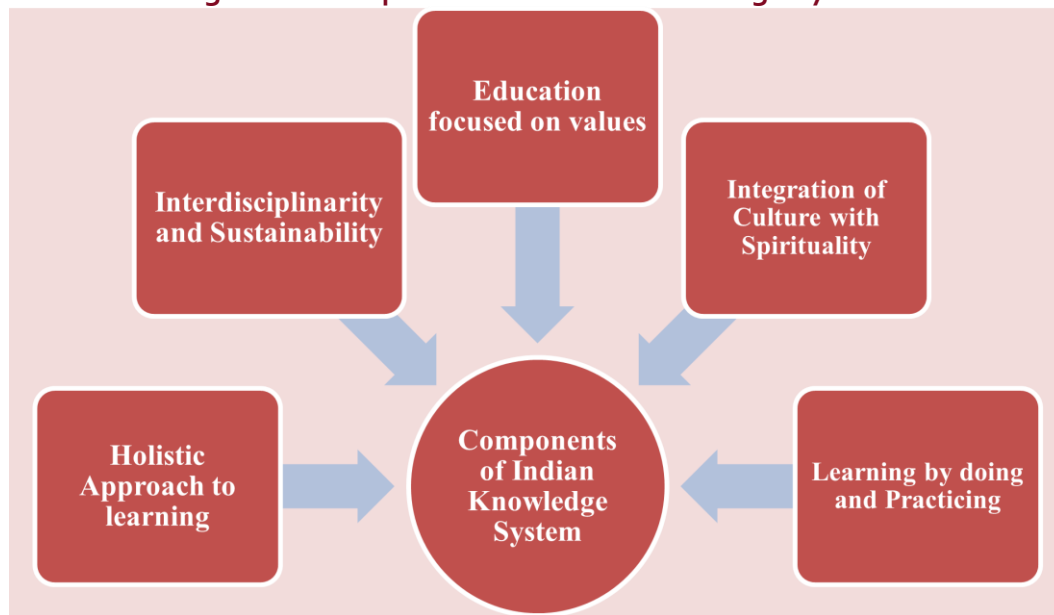 Education
focused on values
Interdisciplinarity
and Sustainability
Integration of
Culture with
Spirituality
Holistic
Approach to
learning
Components
of Indian
Knowledge
System
Learning by doing
and Practicing